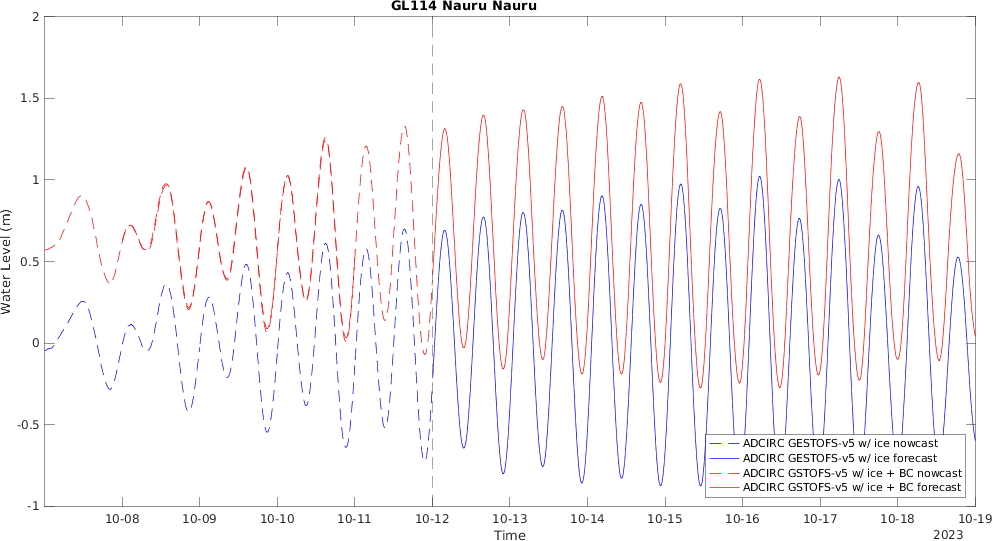 GL114 Nauru Nauru
2
1.5
1
0.5
0
-0.5
-1
Water Level (m)
ADCIRC GESTOFS-v5 w/ ice nowcast
ADCIRC GESTOFS-v5 w/ ice forecast
ADCIRC GSTOFS-v5 w/ ice + BC nowcast
ADCIRC GSTOFS-v5 w/ ice + BC forecast
10-08 10-09 10-10 10-11 10-12 10-13 10-14 10-15 10-16 10-17 10-18 10-19
Time
2023